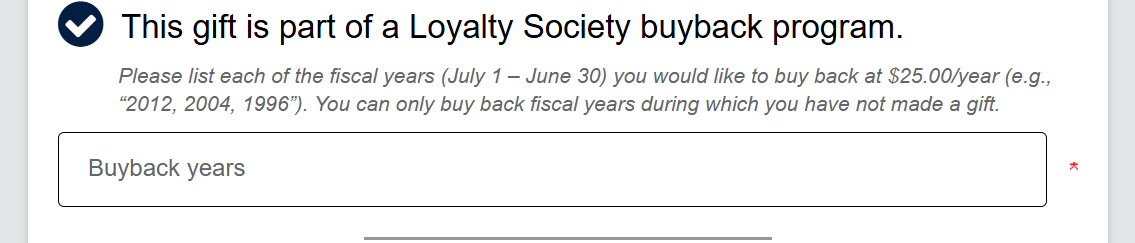 This gift is part of a Loyalty Society buyback program.
Please list each of the fiscal years (July 1 – June 30) you would like to buy back at $25.00/year (e.g.,
“2012, 2004, 1996”). You can only buy back fiscal years during which you have not made a gift.
Buyback years
*